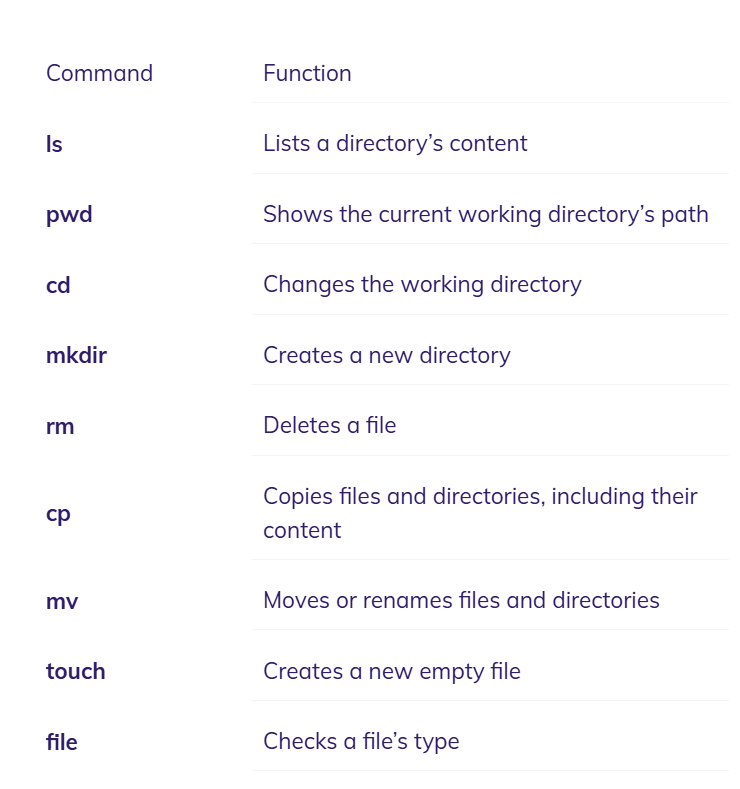 Command Function
ls Lists a directory’s content
pwd Shows the current working directory’s path
cd Changes the working directory
mkdir Creates a new directory
rm Deletes a file
cp Copies files and directories, including their
content
mv Moves or renames files and directories
touch Creates a new empty file
file Checks a file’s type